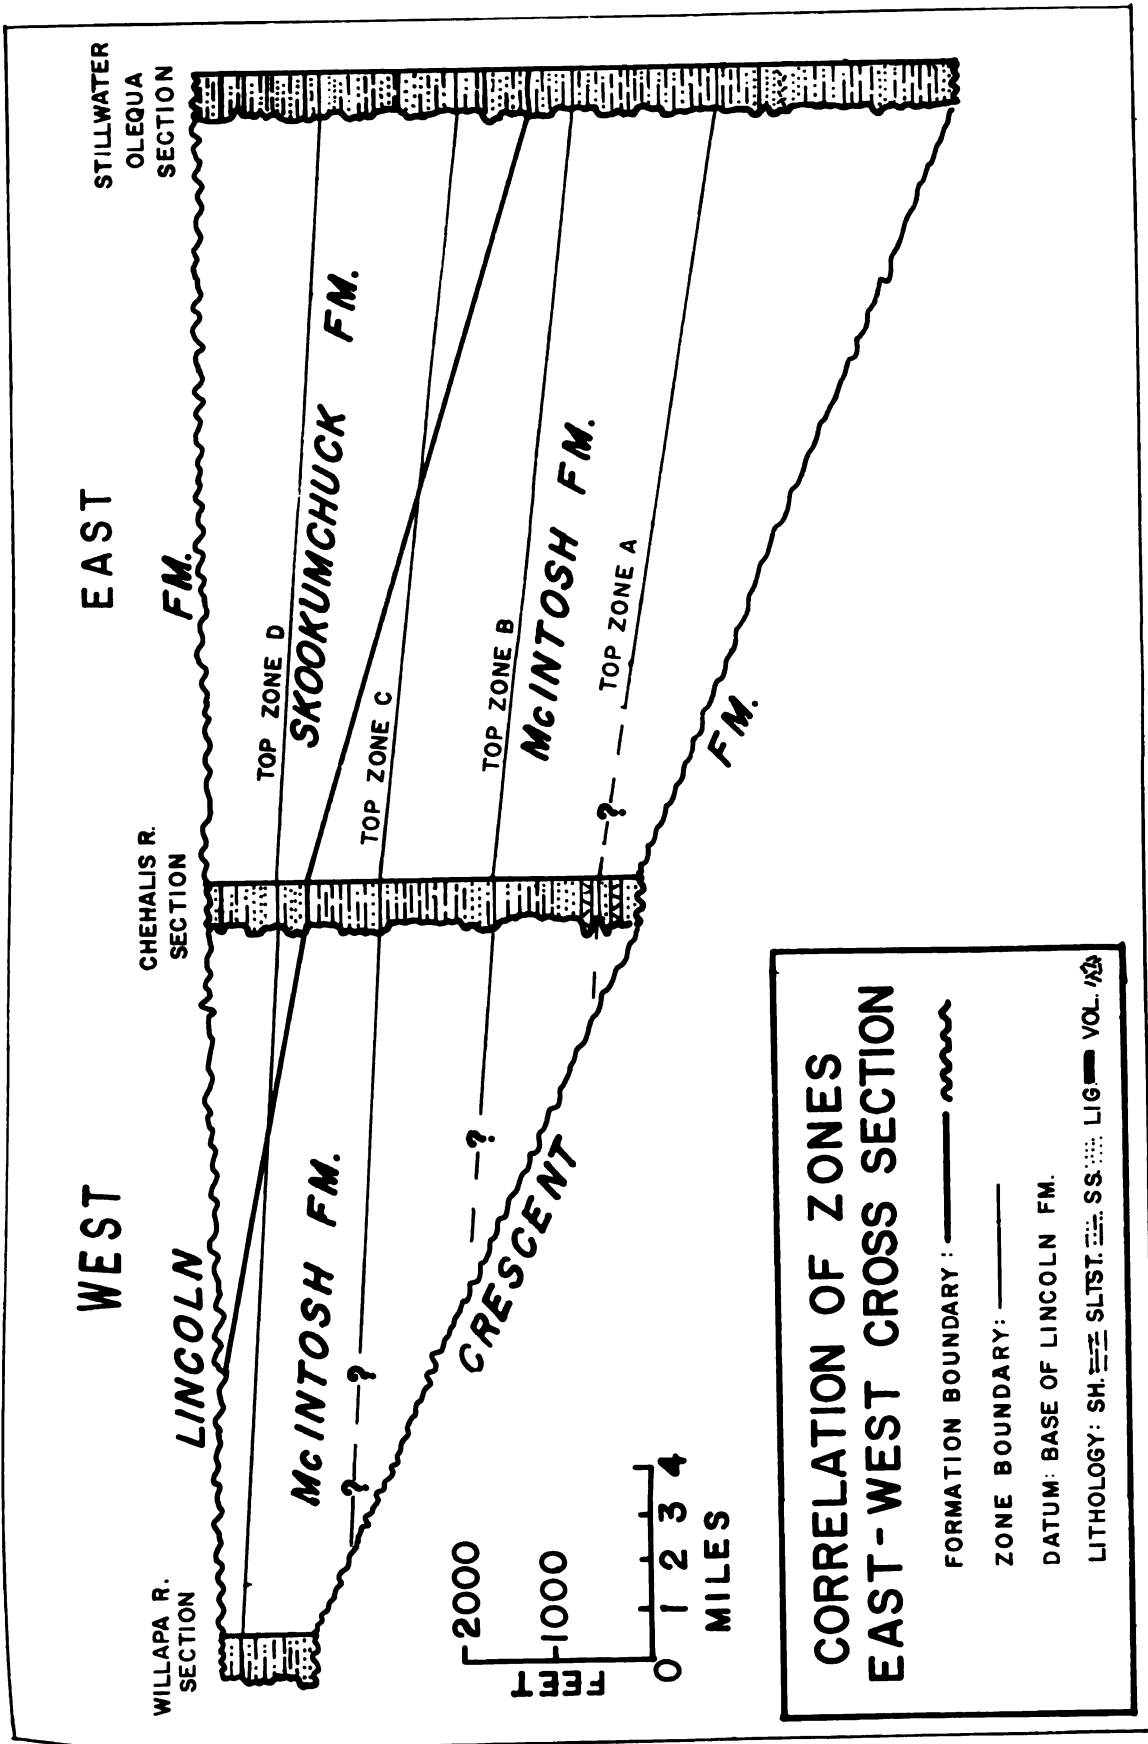 WEST
EAST
WILLAPA R.
SECTION
CHEHALIS R.
SECTION
STILLWATER
OLEQUA
SECTION
LINCOLN
FM.
TOP ZONE D
SKOOKUMCHUCK FM.
McINTOSH FM.
TOP ZONE C
?
?
TOP ZONE B
?
McINTOSH FM.
TOP ZONE A
?
CRESCENT
FM.
2000
1000
FEET
0 1 2 3 4
MILES
CORRELATION OF ZONES
EAST-WEST CROSS SECTION
FORMATION BOUNDARY:
ZONE BOUNDARY:
DATUM: BASE OF LINCOLN FM.
LITHOLOGY: SH. SLTST. SS. LIG. VOL.